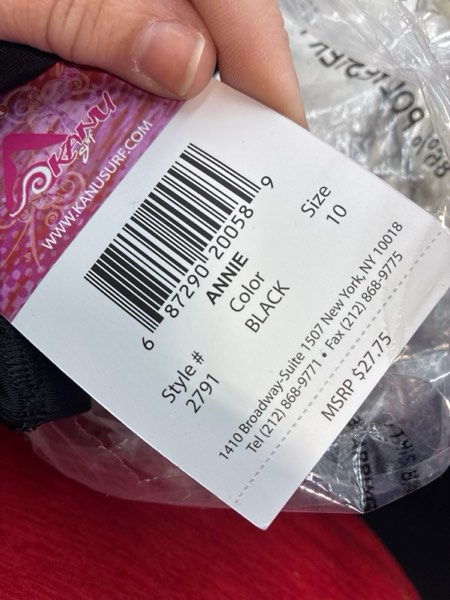 KANU
Surf
WWW.KANUSURF.COM
6 87290 20058 9
ANNIE
Style #
2791
Color
BLACK
Size
10
1410 Broadway-Suite 1507 New York, NY 10018
Tel (212) 868-9771 • Fax (212) 868-9775
MSRP $27.75